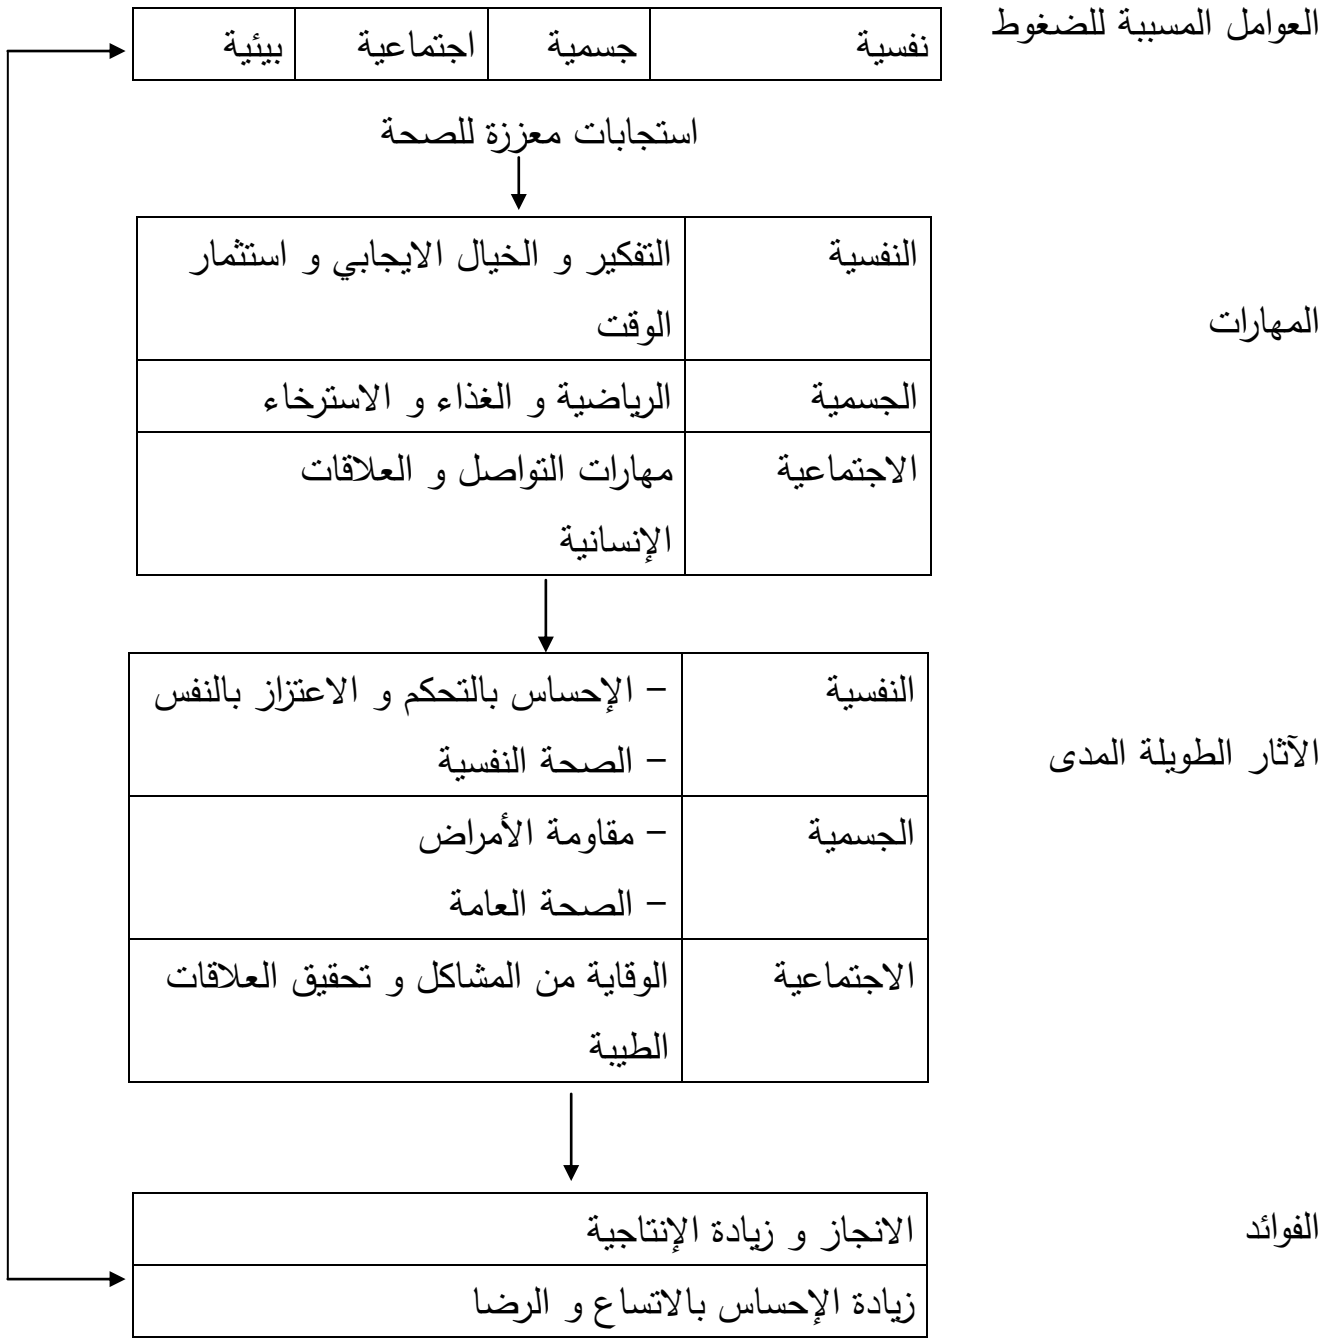 العوامل المسببة للضغوط
نفسية جسمية اجتماعية بيئية
استجابات معززة للصحة
المهارات
النفسية
التفكير و الخيال الايجابي و استثمار
الوقت
الجسمية
الرياضية و الغذاء و الاسترخاء
الاجتماعية
مهارات التواصل و العلاقات
الإنسانية
الآثار الطويلة المدى
النفسية
– الإحساس بالتحكم و الاعتزاز بالنفس
– الصحة النفسية
الجسمية
– مقاومة الأمراض
– الصحة العامة
الاجتماعية
الوقاية من المشاكل و تحقيق العلاقات
الطيبة
الفوائد
الانجاز و زيادة الإنتاجية
زيادة الإحساس بالاتساع و الرضا